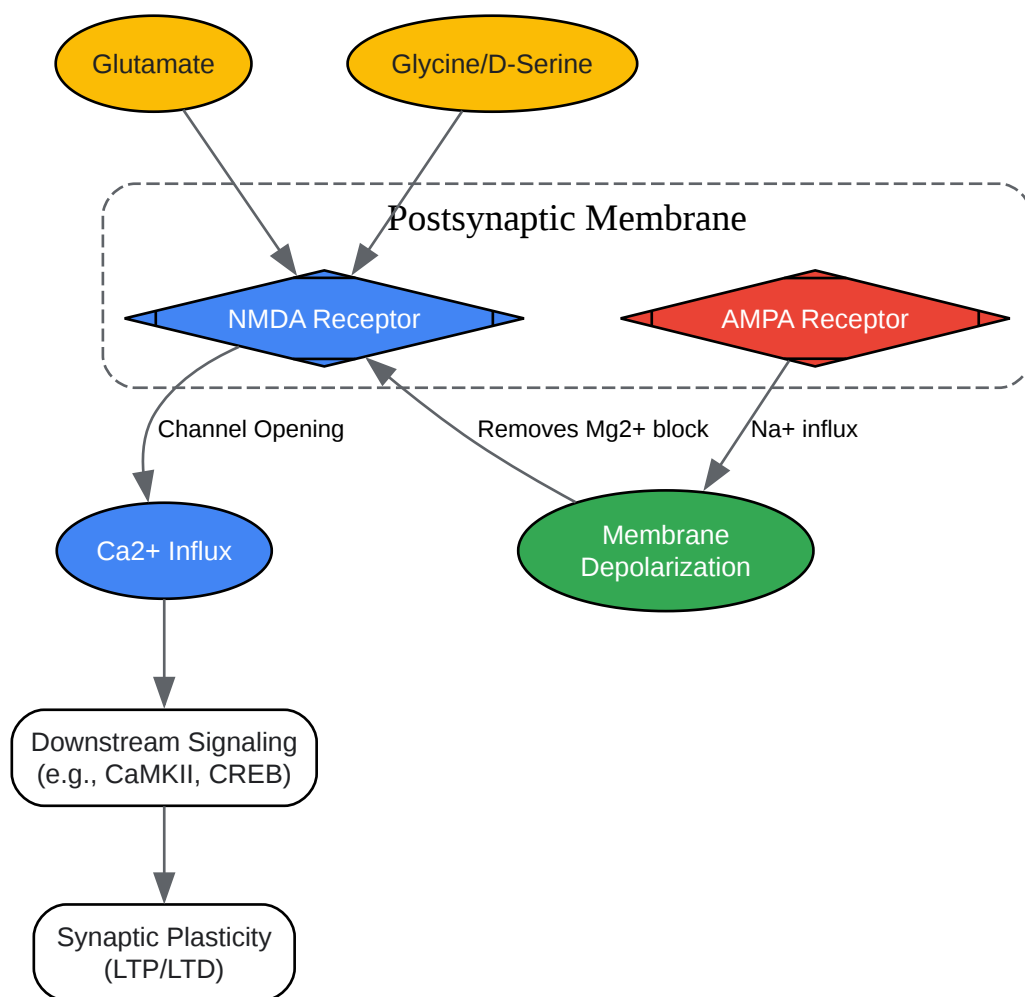 Glutamate
Glycine/D-Serine
Postsynaptic Membrane
NMDA Receptor
AMPA Receptor
Channel Opening
Removes Mg2+ block
Na+ influx
Ca2+ Influx
Membrane
Depolarization
Downstream Signaling
(e.g., CaMKII, CREB)
Synaptic Plasticity
(LTP/LTD)